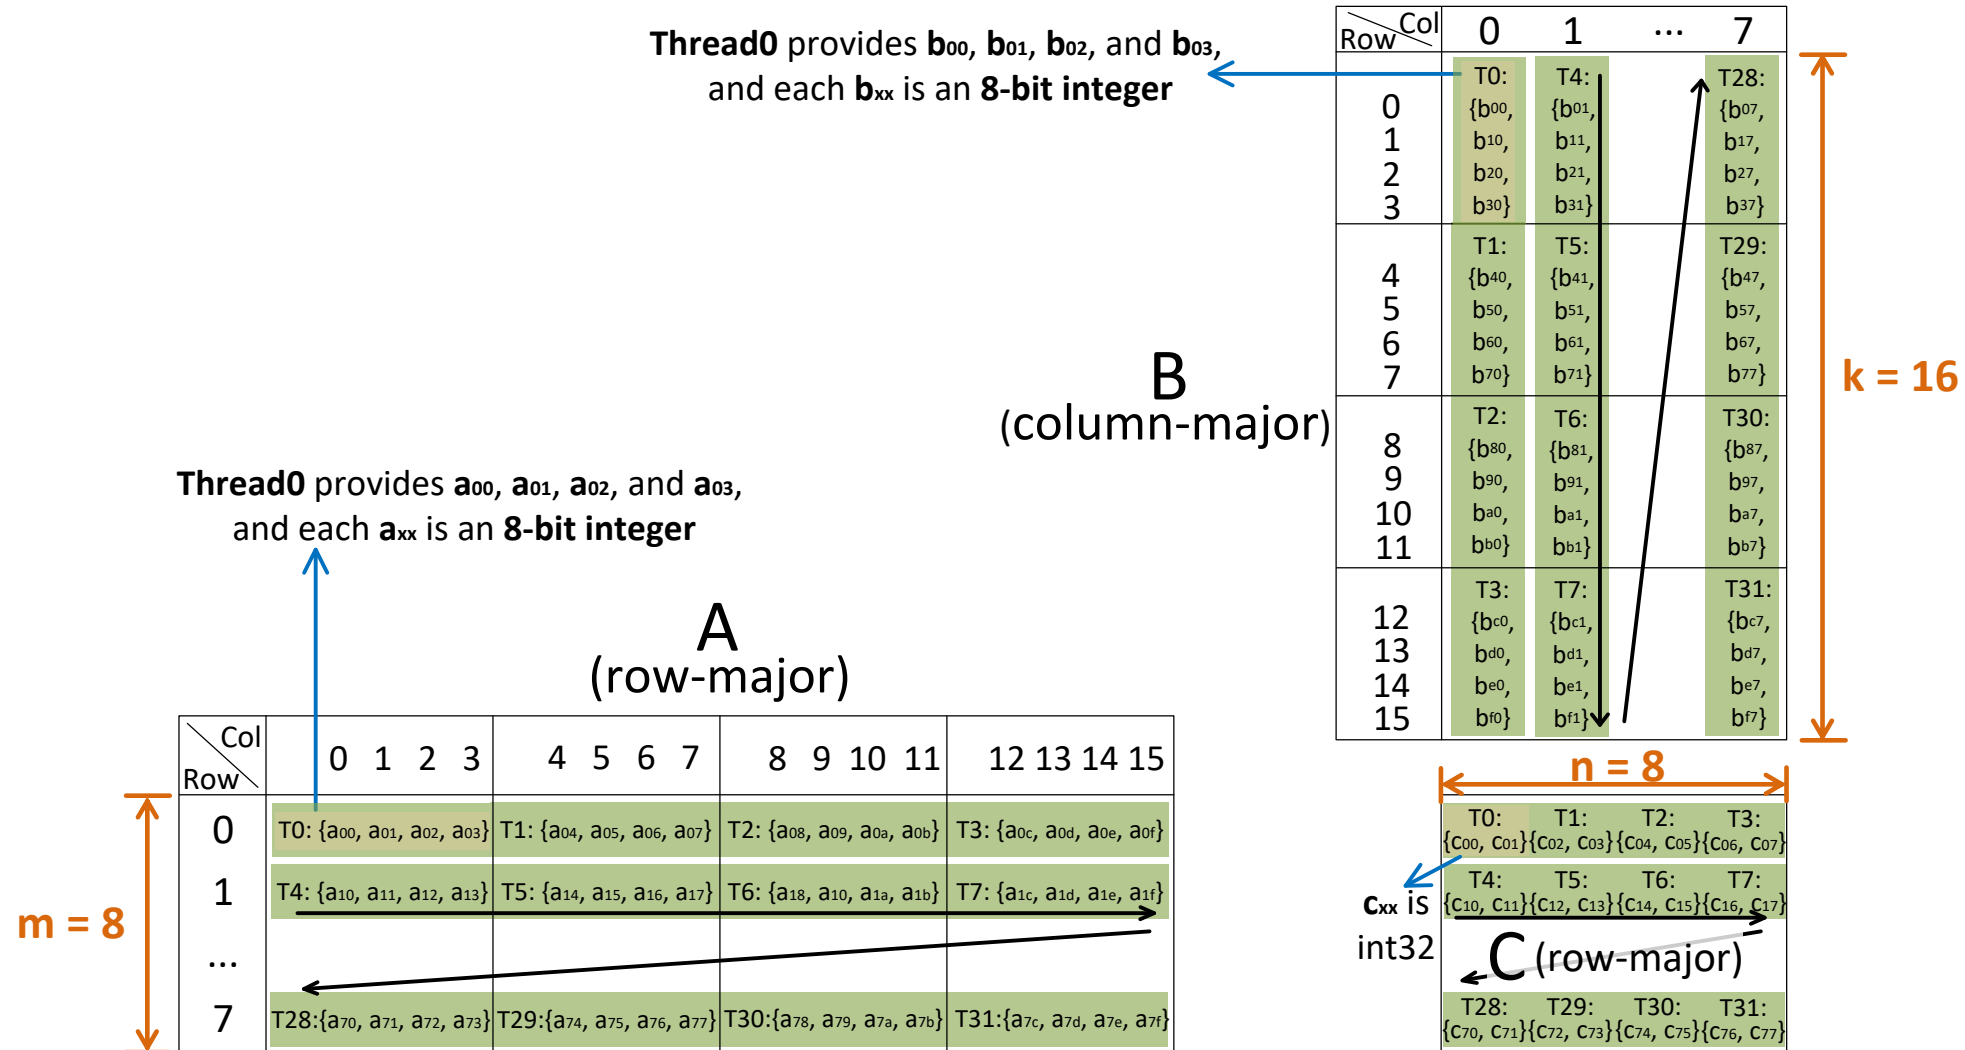 Thread0 provides b00, b01, b02, and b03,
and each bxx is an 8-bit integer
Col
Row
0 1 ... 7
T0: T4: T28:
0 {b00, {b01, {b07,
1 b10, b11, b17,
2 b20, b21, b27,
3 b30} b31} b37}
T1: T5: T29:
4 {b40, {b41, {b47,
5 b50, b51, b57,
6 b60, b61, b67,
7 b70} b71} b77}
T2: T6: T30:
8 {b80, {b81, {b87,
9 b90, b91, b97,
10 ba0, ba1, ba7,
11 bb0} bb1} bb7}
T3: T7: T31:
12 {bc0, {bc1, {bc7,
13 bd0, bd1, bd7,
14 be0, be1, be7,
15 bf0} bf1} bf7}
k = 16
B
(column-major)
Thread0 provides a00, a01, a02, and a03,
and each axx is an 8-bit integer
A
(row-major)
Col
Row
0 1 2 3 4 5 6 7 8 9 10 11 12 13 14 15
0 T0: {a00, a01, a02, a03} T1: {a04, a05, a06, a07} T2: {a08, a09, a0a, a0b} T3: {a0c, a0d, a0e, a0f}
1 T4: {a10, a11, a12, a13} T5: {a14, a15, a16, a17} T6: {a18, a10, a1a, a1b} T7: {a1c, a1d, a1e, a1f}
...
7 T28:{a70, a71, a72, a73} T29:{a74, a75, a76, a77} T30:{a78, a79, a7a, a7b} T31:{a7c, a7d, a7e, a7f}
m = 8
n = 8
T0: T1: T2: T3:
{c00, c01} {c02, c03} {c04, c05} {c06, c07}
T4: T5: T6: T7:
{c10, c11} {c12, c13} {c14, c15} {c16, c17}
cxx is
int32
C (row-major)
T28: T29: T30: T31:
{c70, c71} {c72, c73} {c74, c75} {c76, c77}